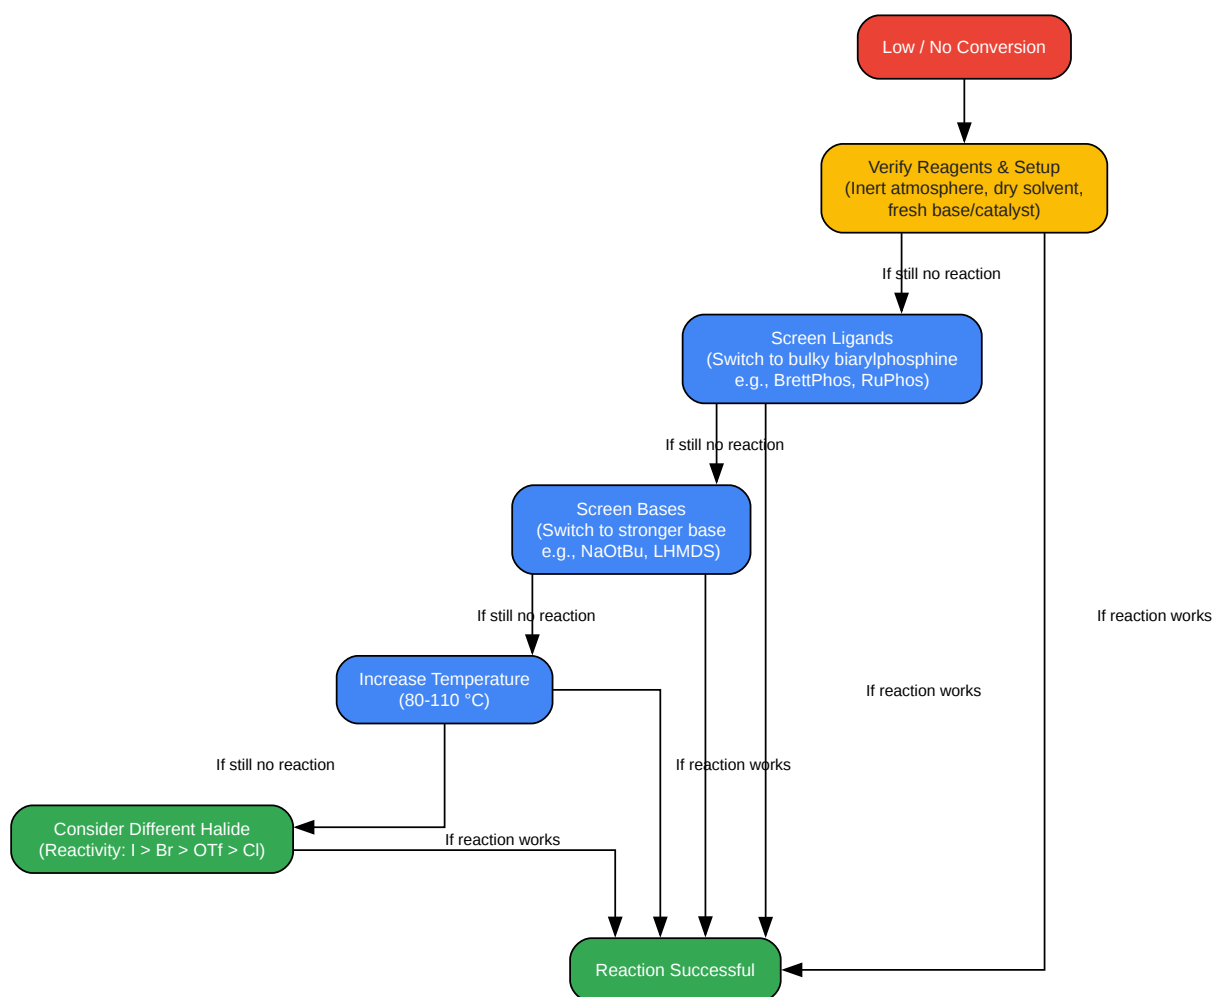 Low / No Conversion
Verify Reagents & Setup
(Inert atmosphere, dry solvent,
fresh base/catalyst)
If still no reaction
Screen Ligands
(Switch to bulky biarylphosphine
e.g., BrettPhos, RuPhos)
If still no reaction
Screen Bases
(Switch to stronger base
e.g., NaOtBu, LHMDS)
If still no reaction
If reaction works
Increase Temperature
(80-110 °C)
If reaction works
If still no reaction
If reaction works
Consider Different Halide
(Reactivity: I > Br > OTf > Cl)
If reaction works
Reaction Successful